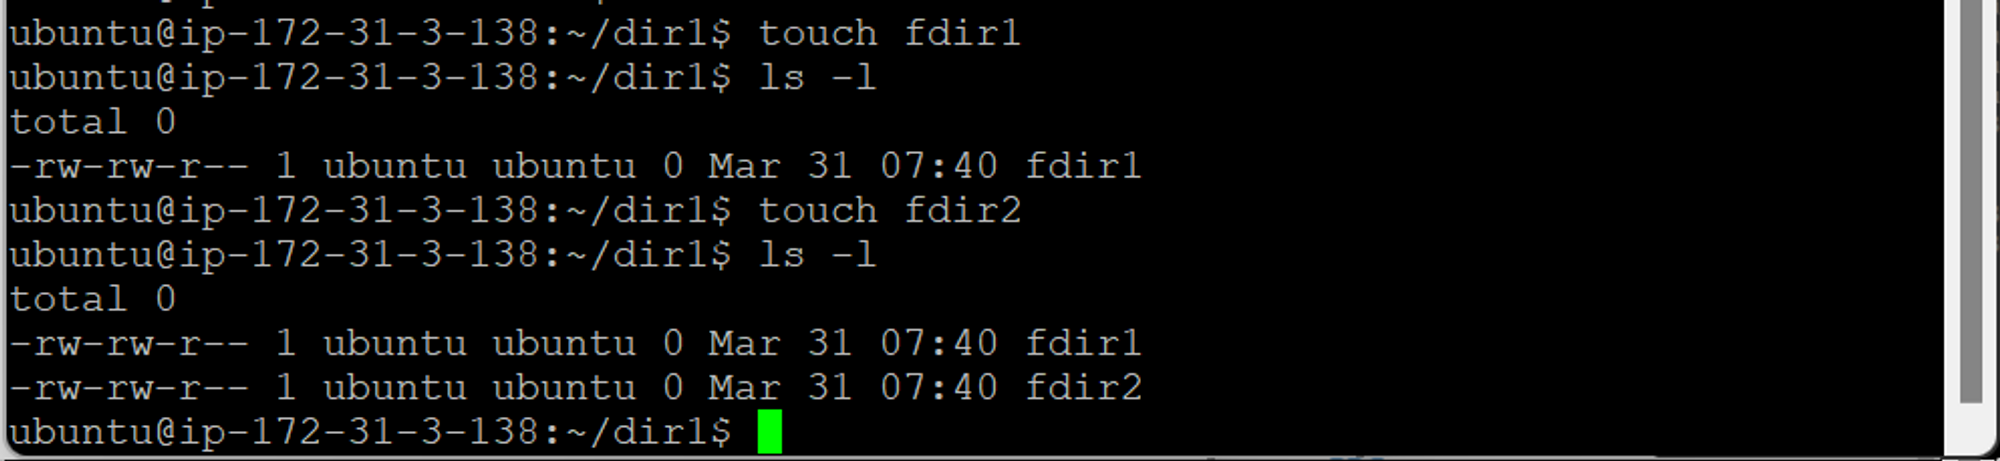 ubuntu@ip-172-31-3-138:~/dir1$ touch fdir1
ubuntu@ip-172-31-3-138:~/dir1$ ls -l
total 0
-rw-rw-r-- 1 ubuntu ubuntu 0 Mar 31 07:40 fdir1
ubuntu@ip-172-31-3-138:~/dir1$ touch fdir2
ubuntu@ip-172-31-3-138:~/dir1$ ls -l
total 0
-rw-rw-r-- 1 ubuntu ubuntu 0 Mar 31 07:40 fdir1
-rw-rw-r-- 1 ubuntu ubuntu 0 Mar 31 07:40 fdir2
ubuntu@ip-172-31-3-138:~/dir1$